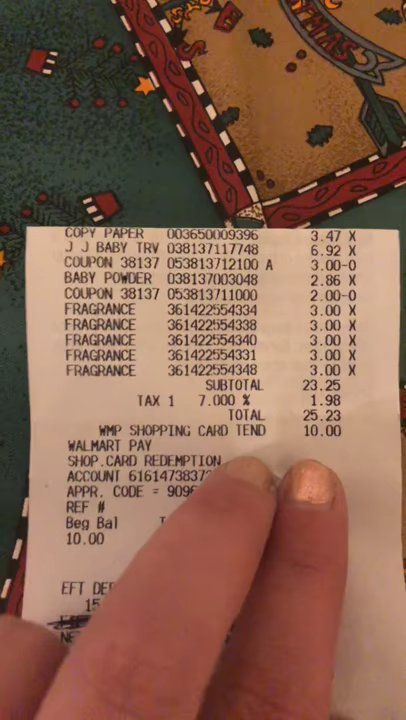 COPY PAPER 003650009396 3.47 X
J J BABY TRV 038137117748 6.92 X
COUPON 38137 053813712100 A 3.00-O
BABY POWDER 038137003048 2.86 X
COUPON 38137 053813711000 2.00-O
FRAGRANCE 361422554334 3.00 X
FRAGRANCE 361422554338 3.00 X
FRAGRANCE 361422554340 3.00 X
FRAGRANCE 361422554331 3.00 X
FRAGRANCE 361422554348 3.00 X
SUBTOTAL 23.25
TAX 1 7.000 % 1.98
TOTAL 25.23
WMP SHOPPING CARD TEND 10.00
WALMART PAY
SHOP.CARD REDEMPTION
ACCOUNT
APPR. CODE =
REF #
Beg Bal
10.00
EFT
15